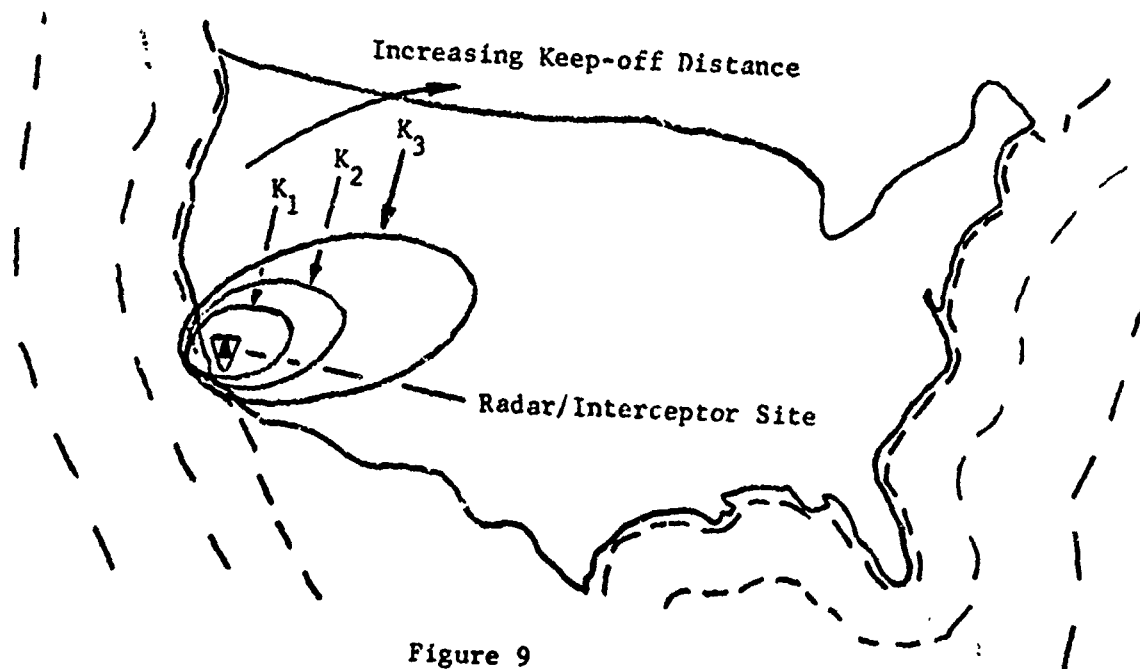 Increasing Keep-off Distance
K3
K2
K1
Radar/Interceptor Site
Figure 9